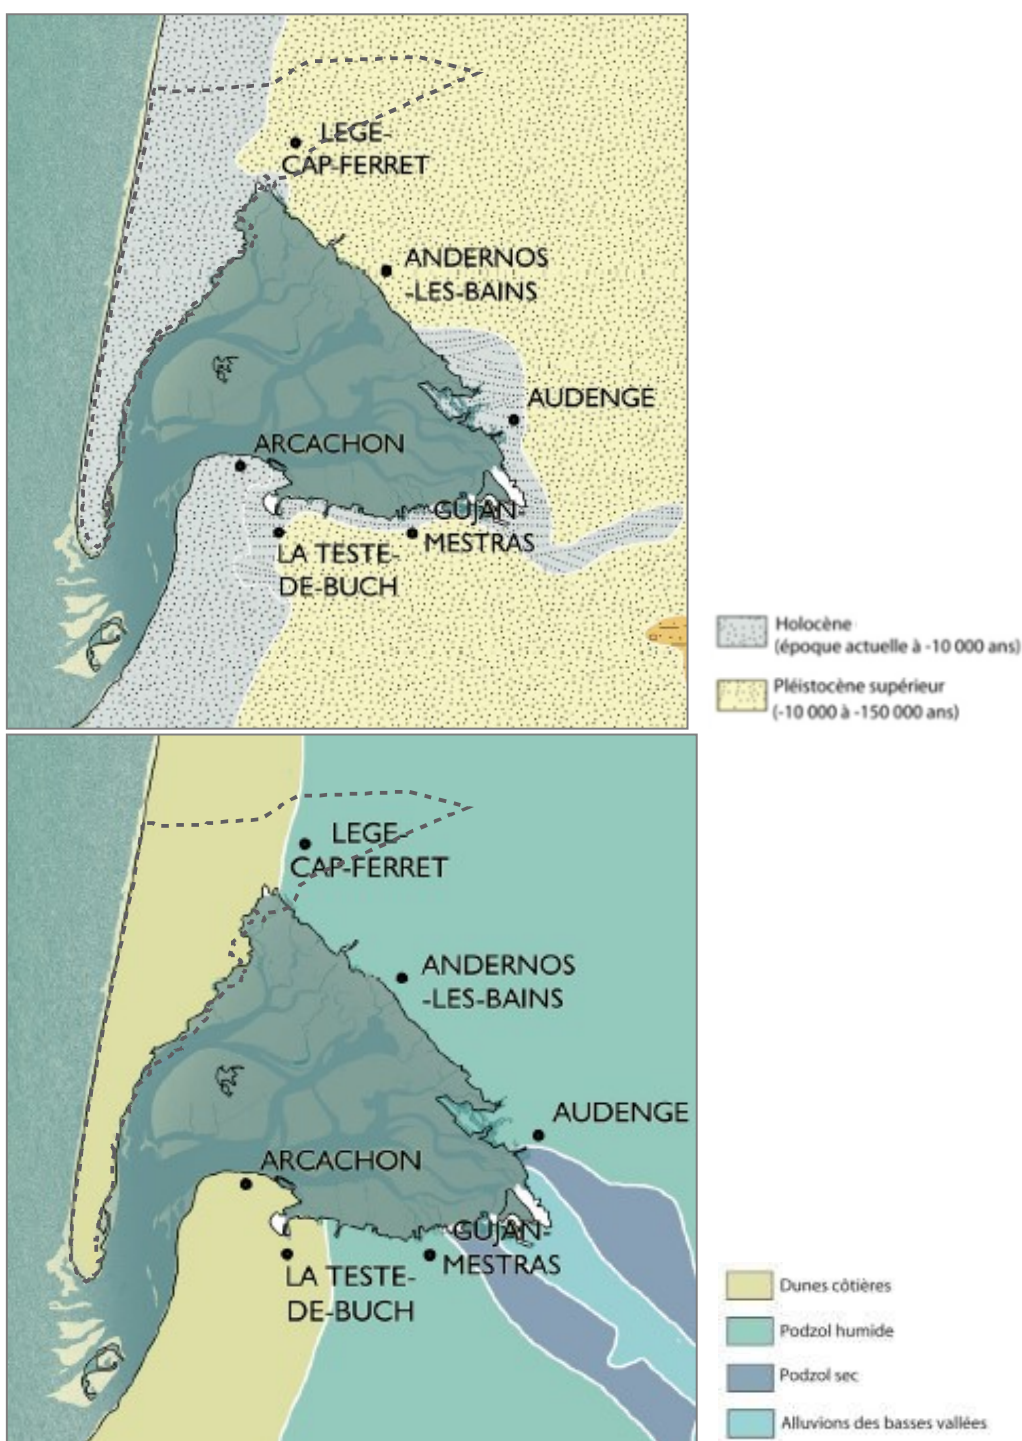 LEGE-
CAP-FERRET
ANDERNOS
-LES-BAINS
AUDENGE
ARCACHON
GUJAN-
MESTRAS
LA TESTE-
DE-BUCH
Holocène
(époque actuelle à -10 000 ans)
Pléistocène supérieur
(-10 000 à -150 000 ans)
LEGE-
CAP-FERRET
ANDERNOS
-LES-BAINS
AUDENGE
ARCACHON
GUJAN-
MESTRAS
LA TESTE-
DE-BUCH
Dunes côtières
Podzol humide
Podzol sec
Alluvions des basses vallées